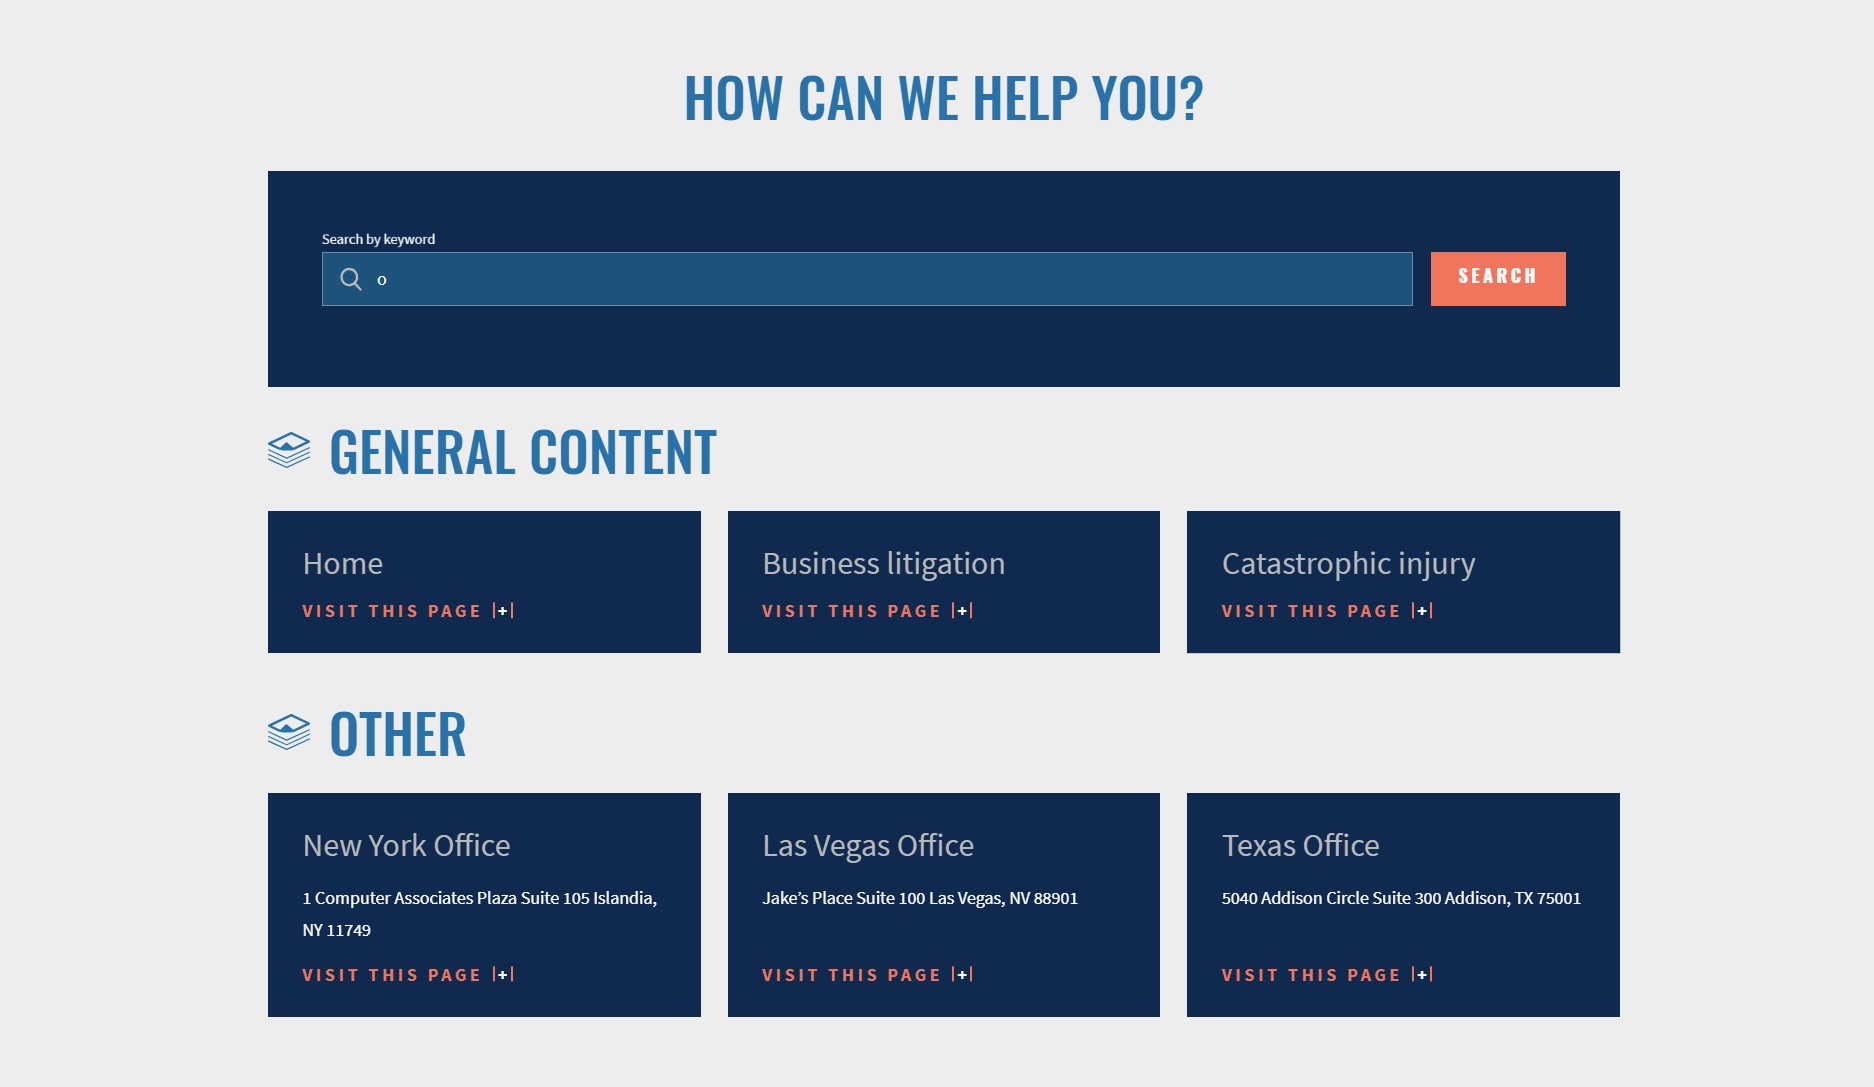 HOW CAN WE HELP YOU?
Search by keyword
o
SEARCH
GENERAL CONTENT
Home
VISIT THIS PAGE |+|
Business litigation
VISIT THIS PAGE |+|
Catastrophic injury
VISIT THIS PAGE |+|
OTHER
New York Office
1 Computer Associates Plaza Suite 105 Islandia,
NY 11749
VISIT THIS PAGE |+|
Las Vegas Office
Jake’s Place Suite 100 Las Vegas, NV 88901
VISIT THIS PAGE |+|
Texas Office
5040 Addison Circle Suite 300 Addison, TX 75001
VISIT THIS PAGE |+|